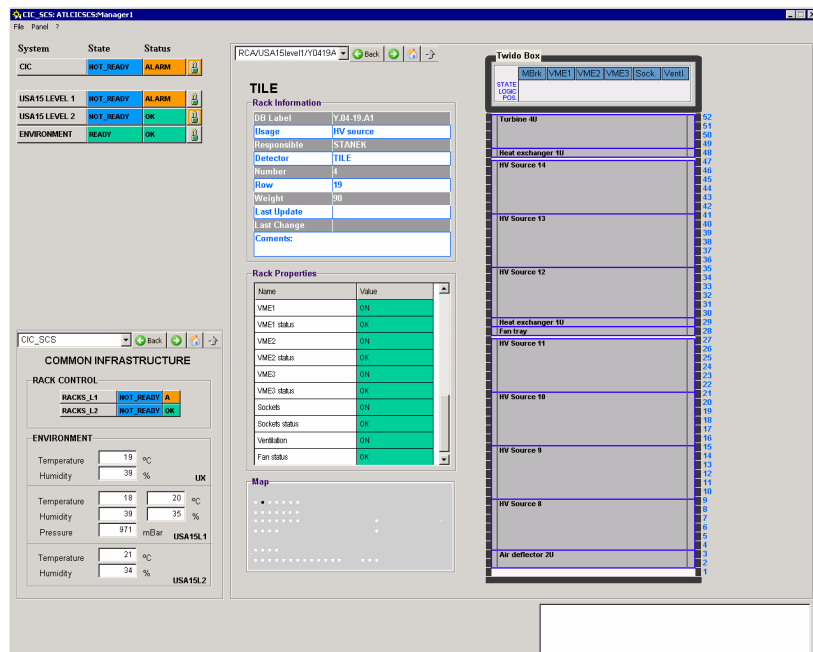 CIC_SCS: ATLCICSCS:Manager1
File Panel ?
System State Status
CIC NOT_READY ALARM
USA15 LEVEL 1 NOT_READY ALARM
USA15 LEVEL 2 NOT_READY OK
ENVIRONMENT READY OK
CIC_SCS Back
COMMON INFRASTRUCTURE
RACK CONTROL
RACKS_L1 NOT_READY A
RACKS_L2 NOT_READY OK
ENVIRONMENT
Temperature 19 ºC
Humidity 39 % UX
Temperature 18 20 ºC
Humidity 39 35 %
Pressure 971 mBar USA15L1
Temperature 21 ºC
Humidity 34 %
USA15L2
RCA/USA15level1/Y0419A Back
TILE
Rack Information
DB Label Y.04-19.A1
Usage HV source
Responsible STANEK
Detector TILE
Number 4
Row 19
Weight 90
Last Update
Last Change
Coments:
Rack Properties
Name Value
VME1 ON
VME1 status OK
VME2 ON
VME2 status OK
VME3 ON
VME3 status OK
Sockets ON
Sockets status OK
Ventilation ON
Fan status OK
Map
Twido Box
MBrk VME1 VME2 VME3 Sock. Ventl.
STATE
LOGIC
POS.
Turbine 4U 52
51
50
49
Heat exchanger 1U 48
HV Source 14 47
46
45
44
43
42
HV Source 13 41
40
39
38
37
36
HV Source 12 35
34
33
32
31
30
Heat exchanger 1U 29
Fan tray 28
HV Source 11 27
26
25
24
23
22
HV Source 10 21
20
19
18
17
16
HV Source 9 15
14
13
12
11
10
HV Source 8 9
8
7
6
5
4
Air deflector 2U 3
2
1